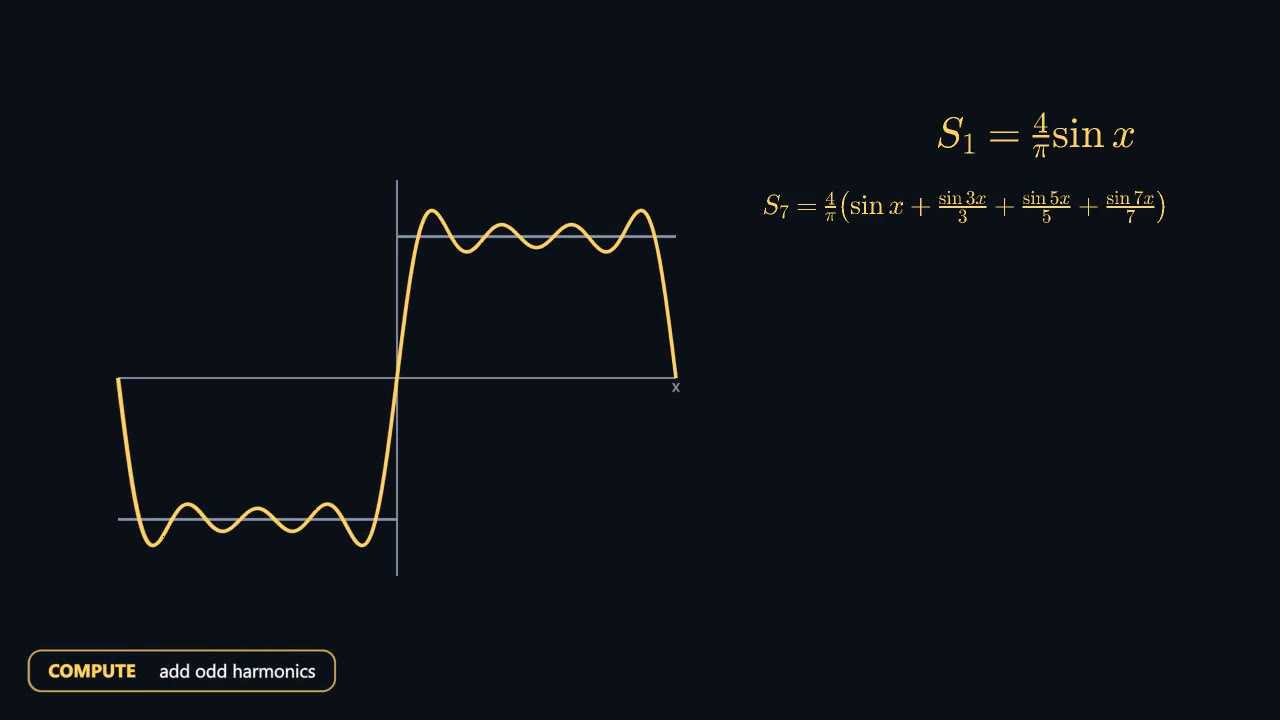 S₁ = 4/π sin x
S₇ = 4/π (sin x + sin 3x/3 + sin 5x/5 + sin 7x/7)
x
COMPUTE add odd harmonics